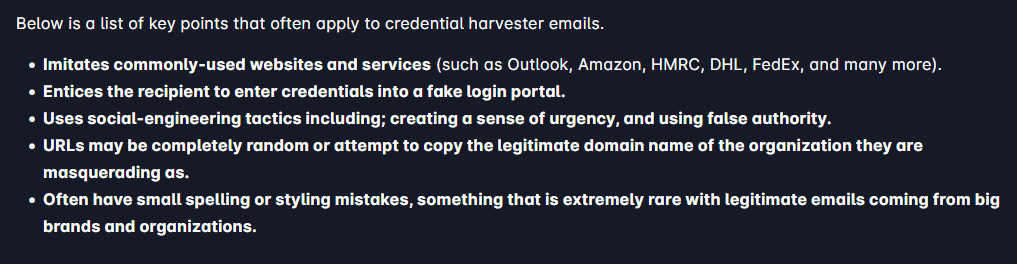 Below is a list of key points that often apply to credential harvester emails.
• Imitates commonly-used websites and services (such as Outlook, Amazon, HMRC, DHL, FedEx, and many more).
• Entices the recipient to enter credentials into a fake login portal.
• Uses social-engineering tactics including; creating a sense of urgency, and using false authority.
• URLs may be completely random or attempt to copy the legitimate domain name of the organization they are
masquerading as.
• Often have small spelling or styling mistakes, something that is extremely rare with legitimate emails coming from big
brands and organizations.